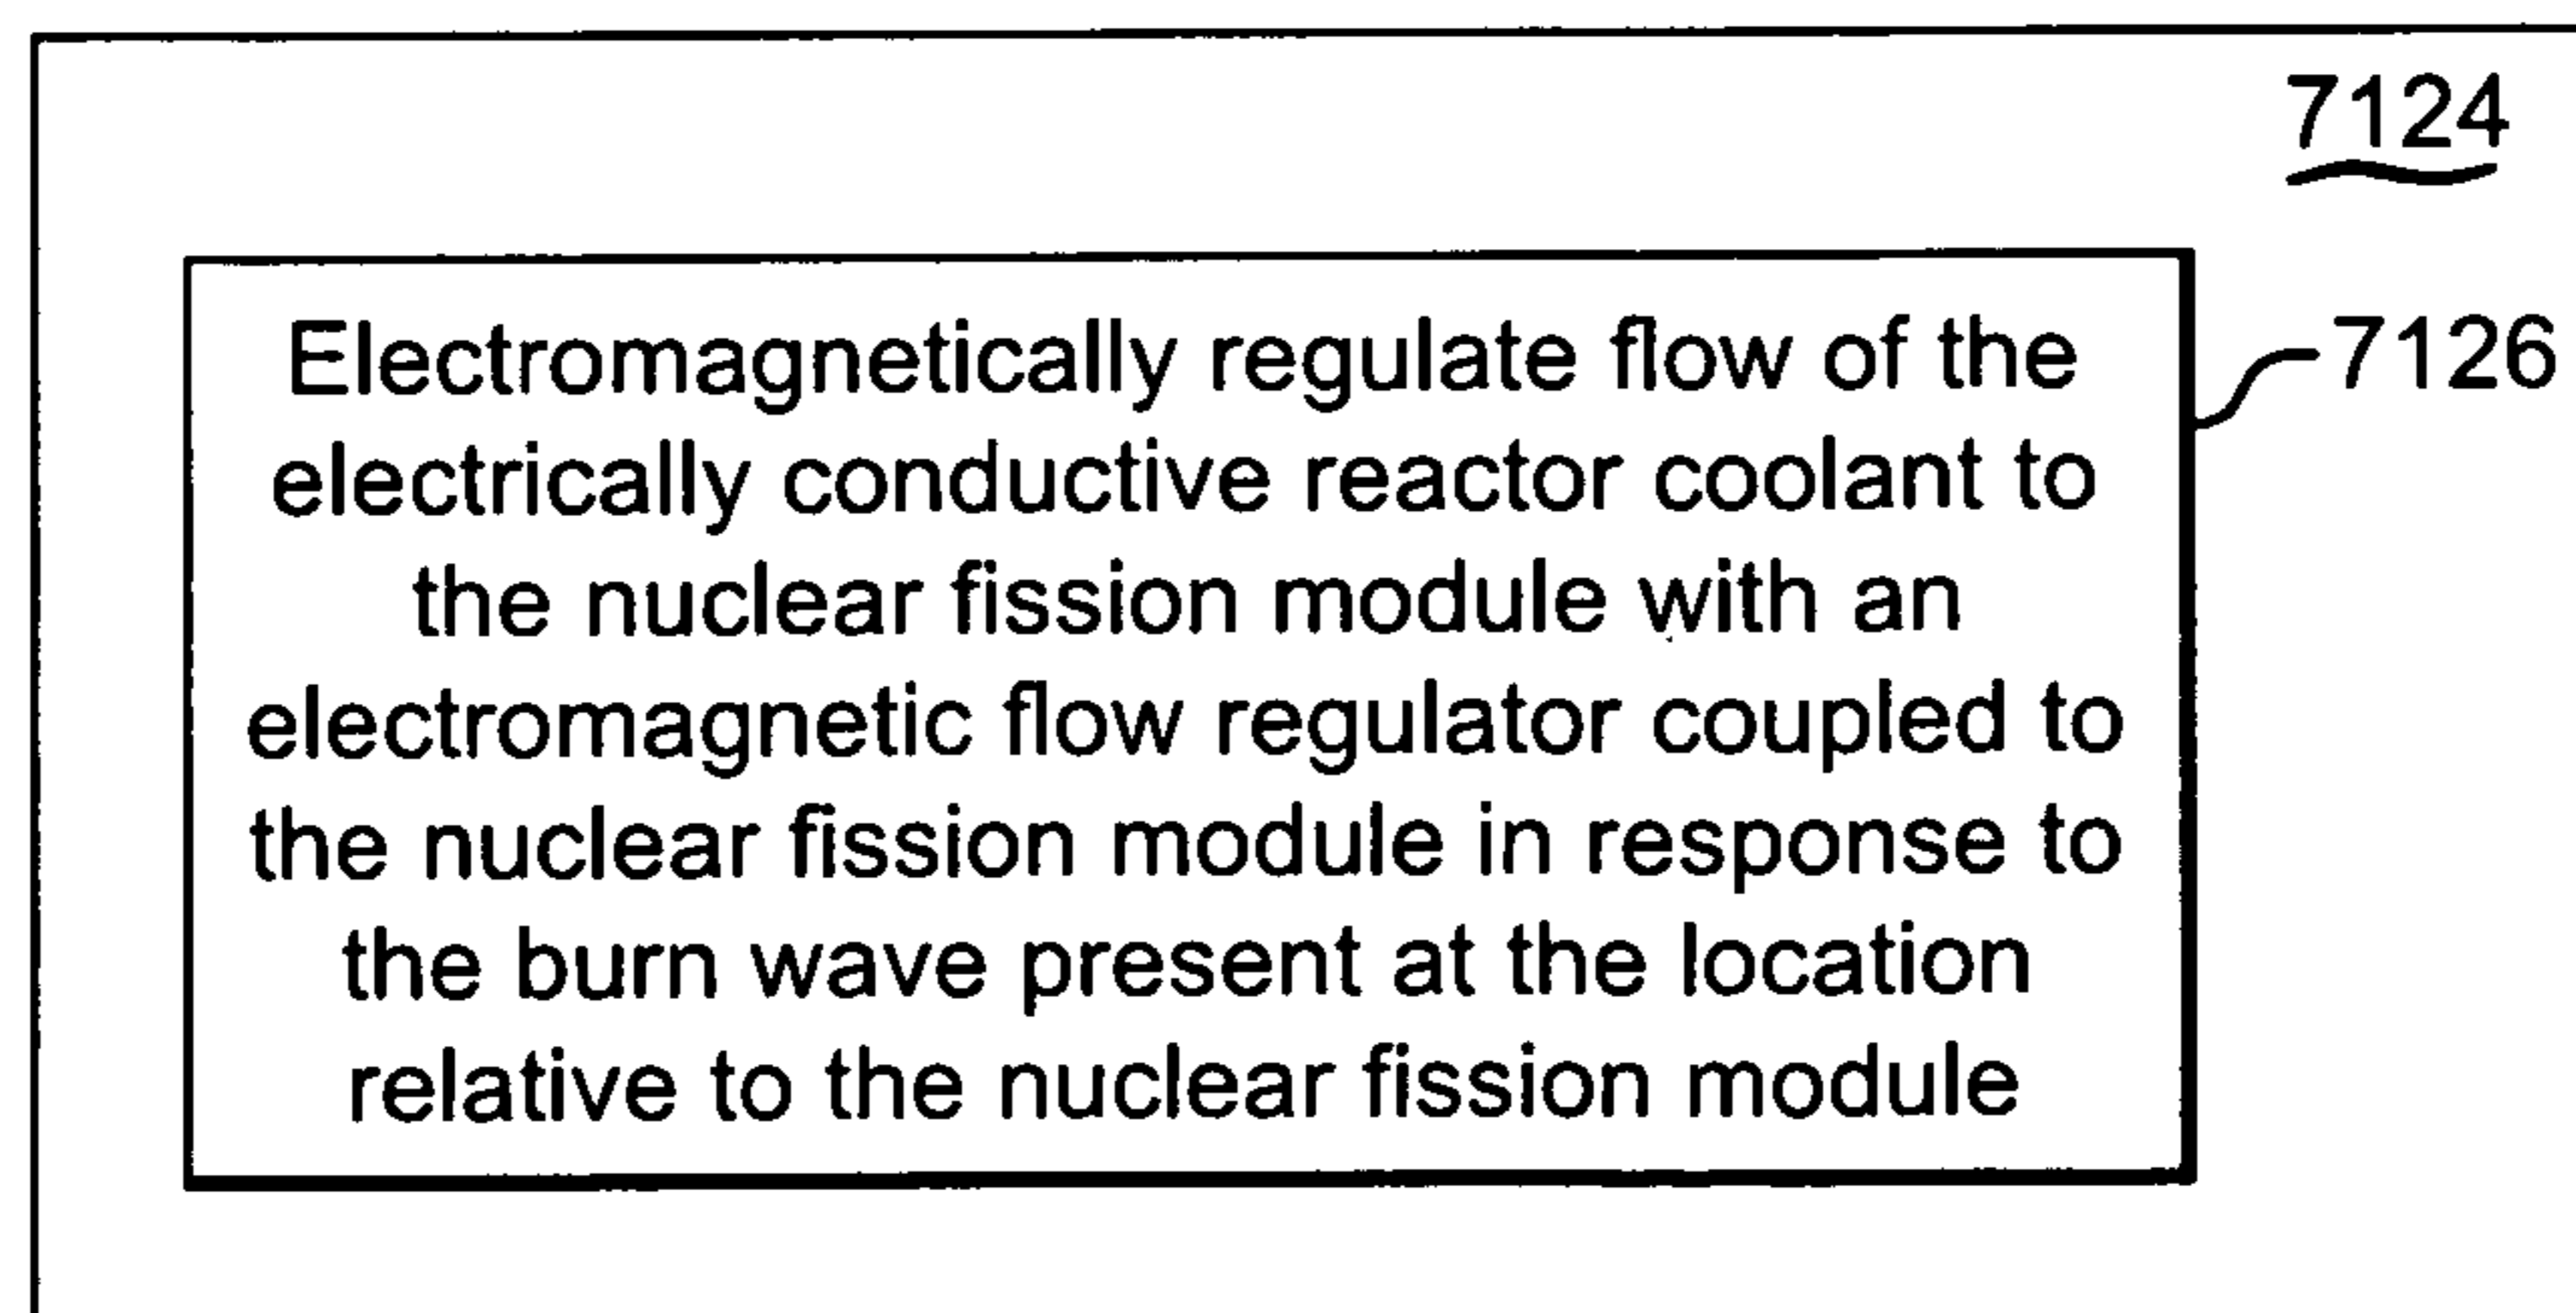 7124
Electromagnetically regulate flow of the
7126
electrically conductive reactor coolant to
the nuclear fission module with an
electromagnetic flow regulator coupled to
the nuclear fission module in response to
the burn wave present at the location
relative to the nuclear fission module